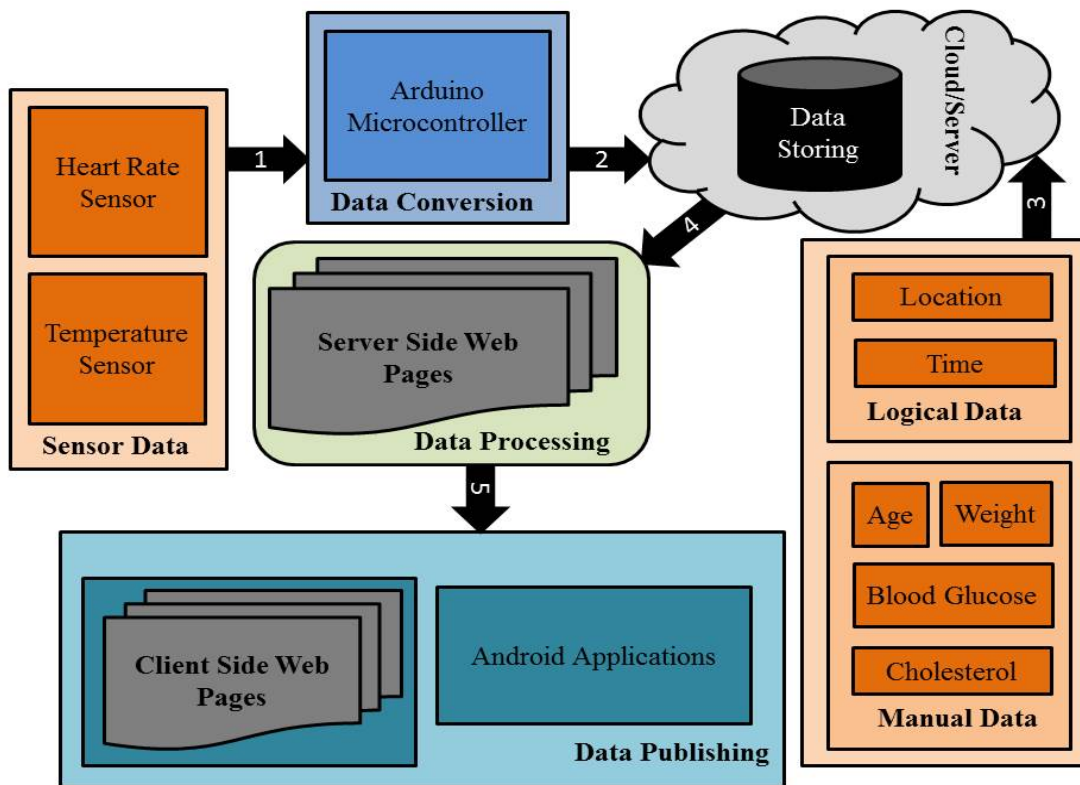 Heart Rate
Sensor
Temperature
Sensor
Sensor Data
1
Arduino
Microcontroller
Data Conversion
2
Cloud/Server
Data
Storing
3
Location
Time
Logical Data
Age
Weight
Blood Glucose
Cholesterol
Manual Data
4
Server Side Web
Pages
Data Processing
5
Client Side Web
Pages
Android Applications
Data Publishing